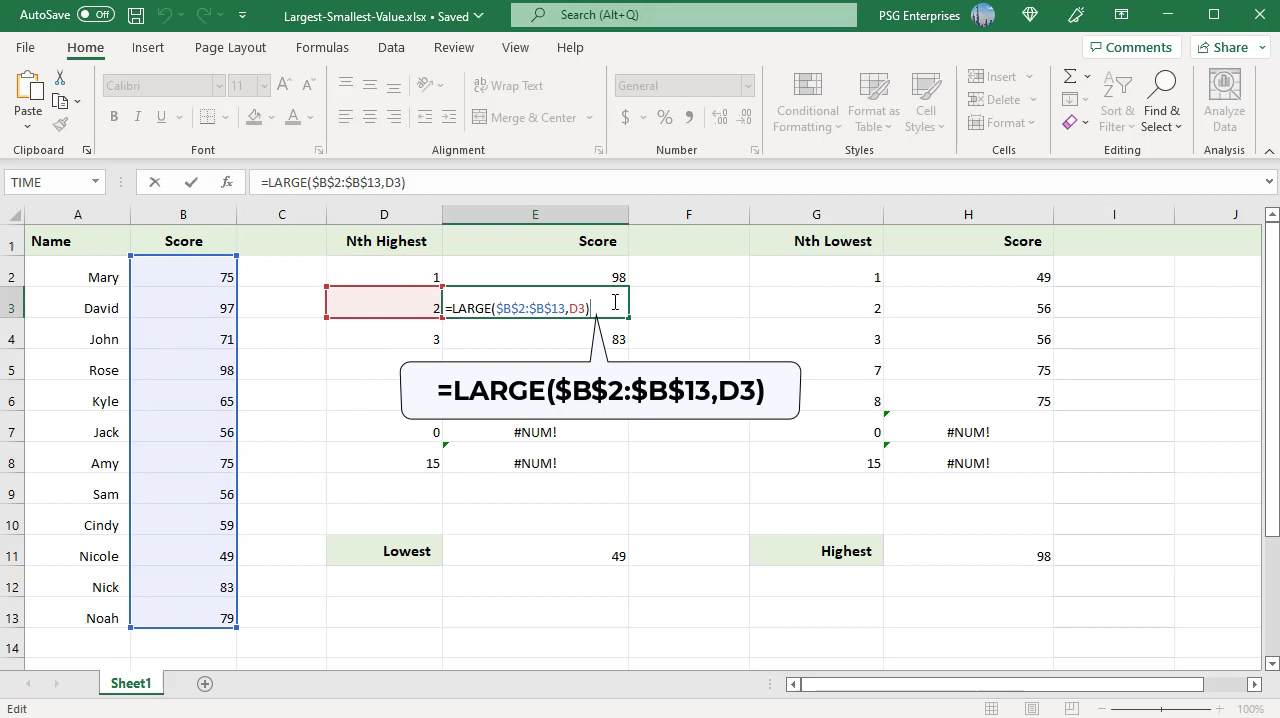 AutoSave Off Largest-Smallest-Value.xlsx • Saved Search (Alt+Q) PSG Enterprises
File Home Insert Page Layout Formulas Data Review View Help Comments Share
Paste
Clipboard
Calibri 11
B I U A
Font
Wrap Text
Merge & Center
Alignment
General
$ % 9
Number
Conditional Formatting
Format as Table
Cell Styles
Styles
Insert
Delete
Format
Cells
Sort & Filter
Find & Select
Editing
Analyze Data
Analysis
TIME fx =LARGE($B$2:$B$13,D3)
A B C D E F G H I J
1 Name Score Nth Highest Score Nth Lowest Score
2 Mary 75 1 98 1 49
3 David 97 2 =LARGE($B$2:$B$13,D3) 2 56
4 John 71 3 83 3 56
5 Rose 98 7 75
=LARGE($B$2:$B$13,D3)
6 Kyle 65 8 75
7 Jack 56 0 #NUM! 0 #NUM!
8 Amy 75 15 #NUM! 15 #NUM!
9 Sam 56
10 Cindy 59
11 Nicole 49 Lowest 49 Highest 98
12 Nick 83
13 Noah 79
14
Sheet1
Edit 100%